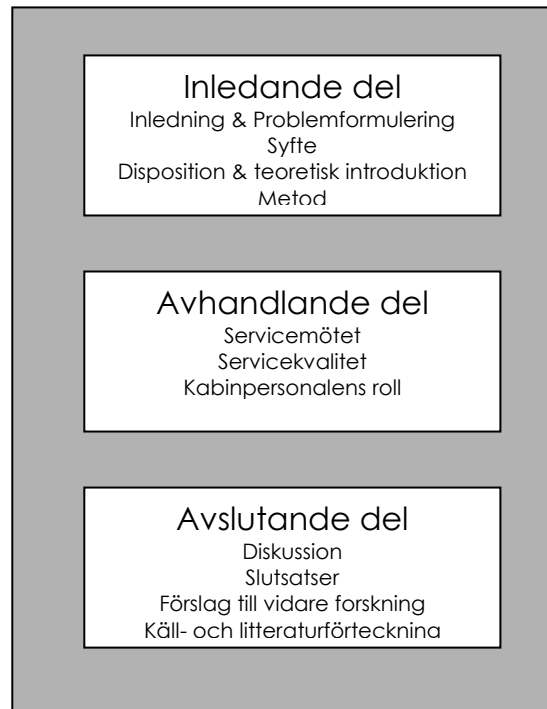 Inledande del
Inledning & Problemformulering
Syfte
Disposition & teoretisk introduktion
Metod
Avhandlande del
Servicemötet
Servicekvalitet
Kabinpersonalens roll
Avslutande del
Diskussion
Slutsatser
Förslag till vidare forskning
Käll- och litteraturförteckning